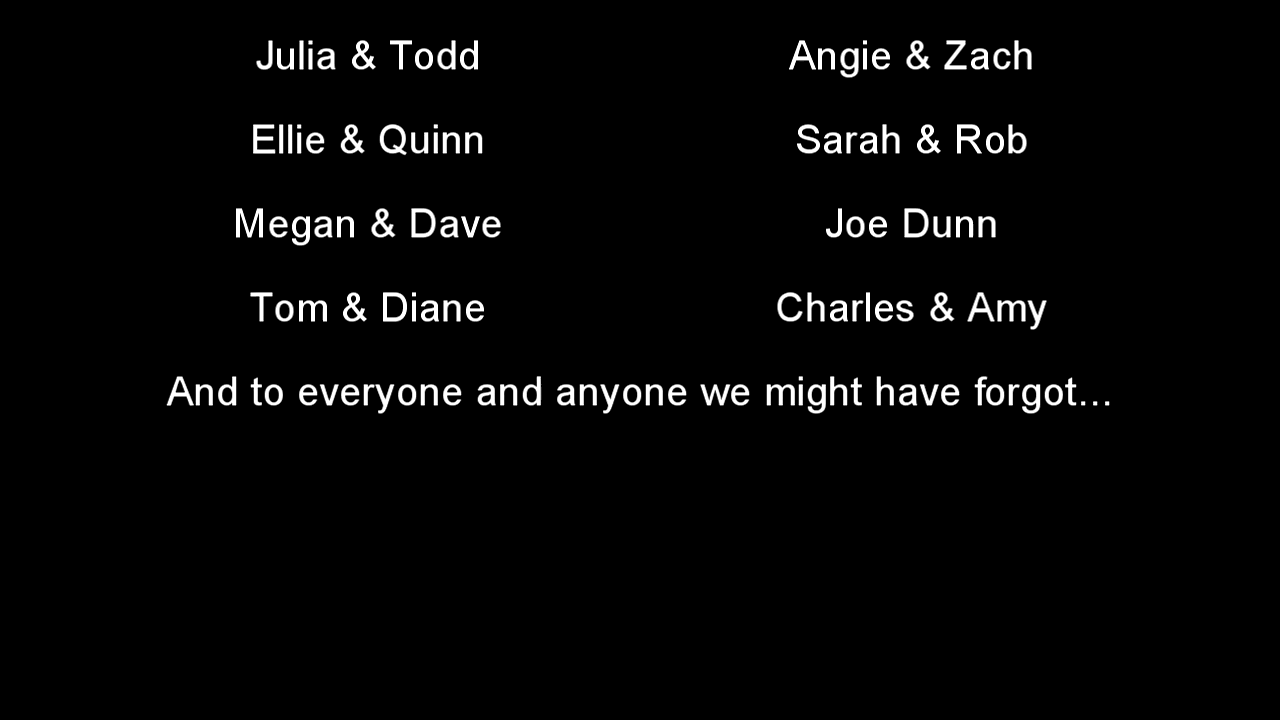 Julia & Todd Angie & Zach
Ellie & Quinn Sarah & Rob
Megan & Dave Joe Dunn
Tom & Diane Charles & Amy
And to everyone and anyone we might have forgot...